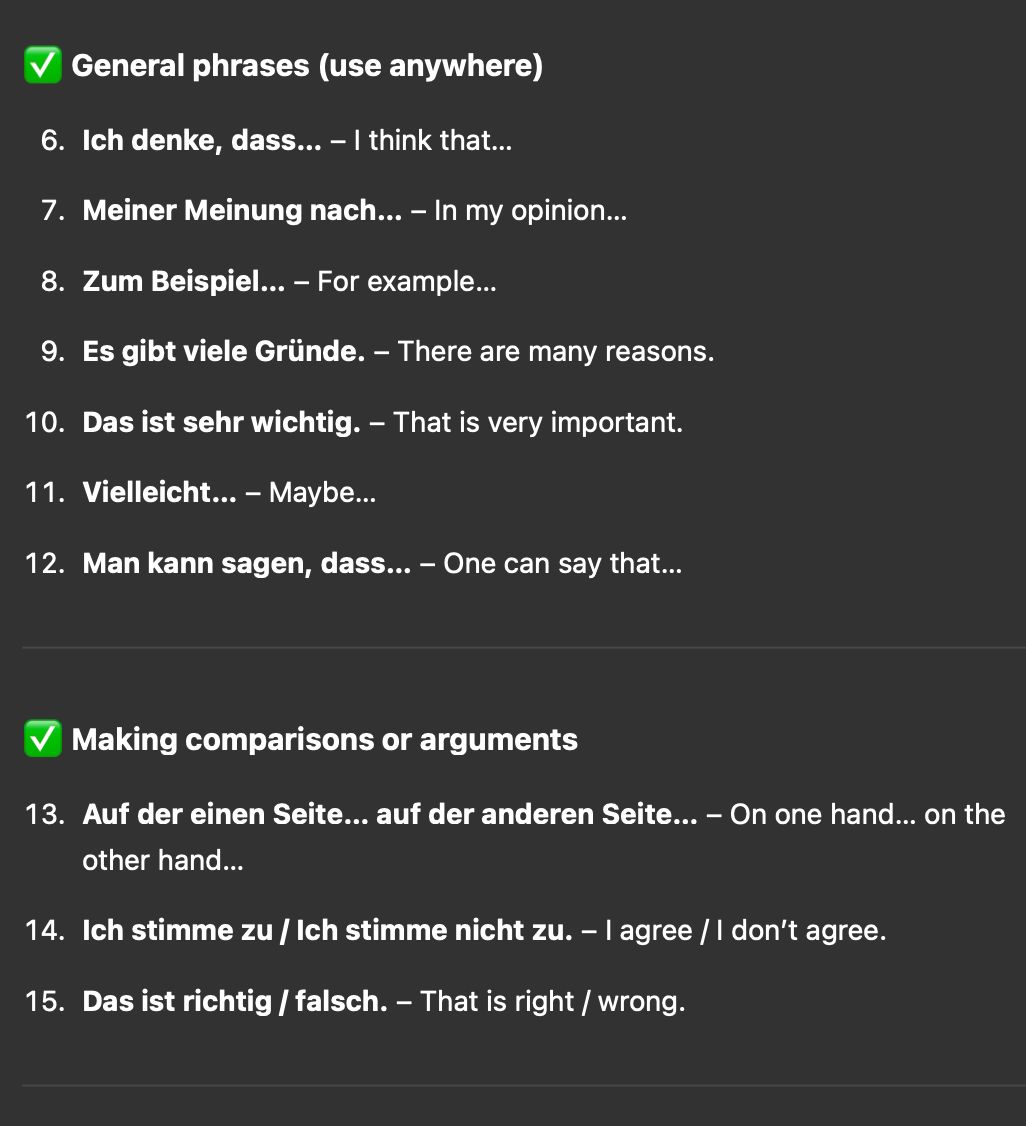 ✅ General phrases (use anywhere)
6. Ich denke, dass... – I think that...
7. Meiner Meinung nach... – In my opinion...
8. Zum Beispiel... – For example...
9. Es gibt viele Gründe. – There are many reasons.
10. Das ist sehr wichtig. – That is very important.
11. Vielleicht... – Maybe...
12. Man kann sagen, dass... – One can say that...
✅ Making comparisons or arguments
13. Auf der einen Seite... auf der anderen Seite... – On one hand... on the
other hand...
14. Ich stimme zu / Ich stimme nicht zu. – I agree / I don’t agree.
15. Das ist richtig / falsch. – That is right / wrong.